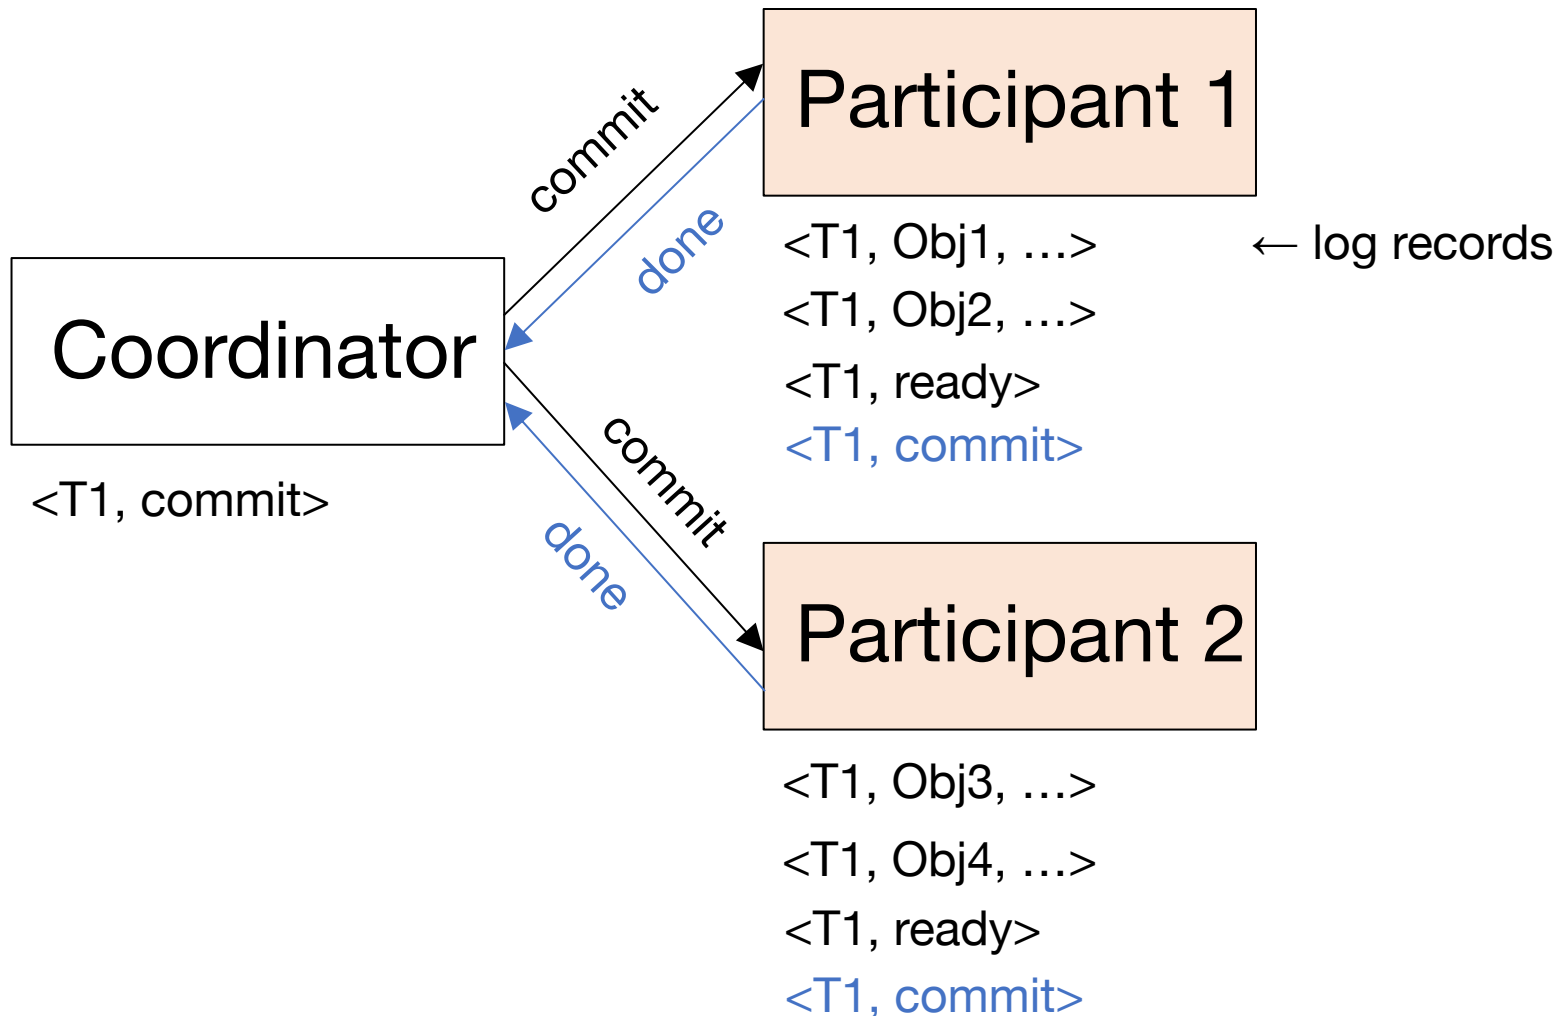 Participant 1
commit
done
<T1, Obj1, …>
← log records
<T1, Obj2, …>
<T1, ready>
<T1, commit>
Coordinator
<T1, commit>
commit
done
Participant 2
<T1, Obj3, …>
<T1, Obj4, …>
<T1, ready>
<T1, commit>